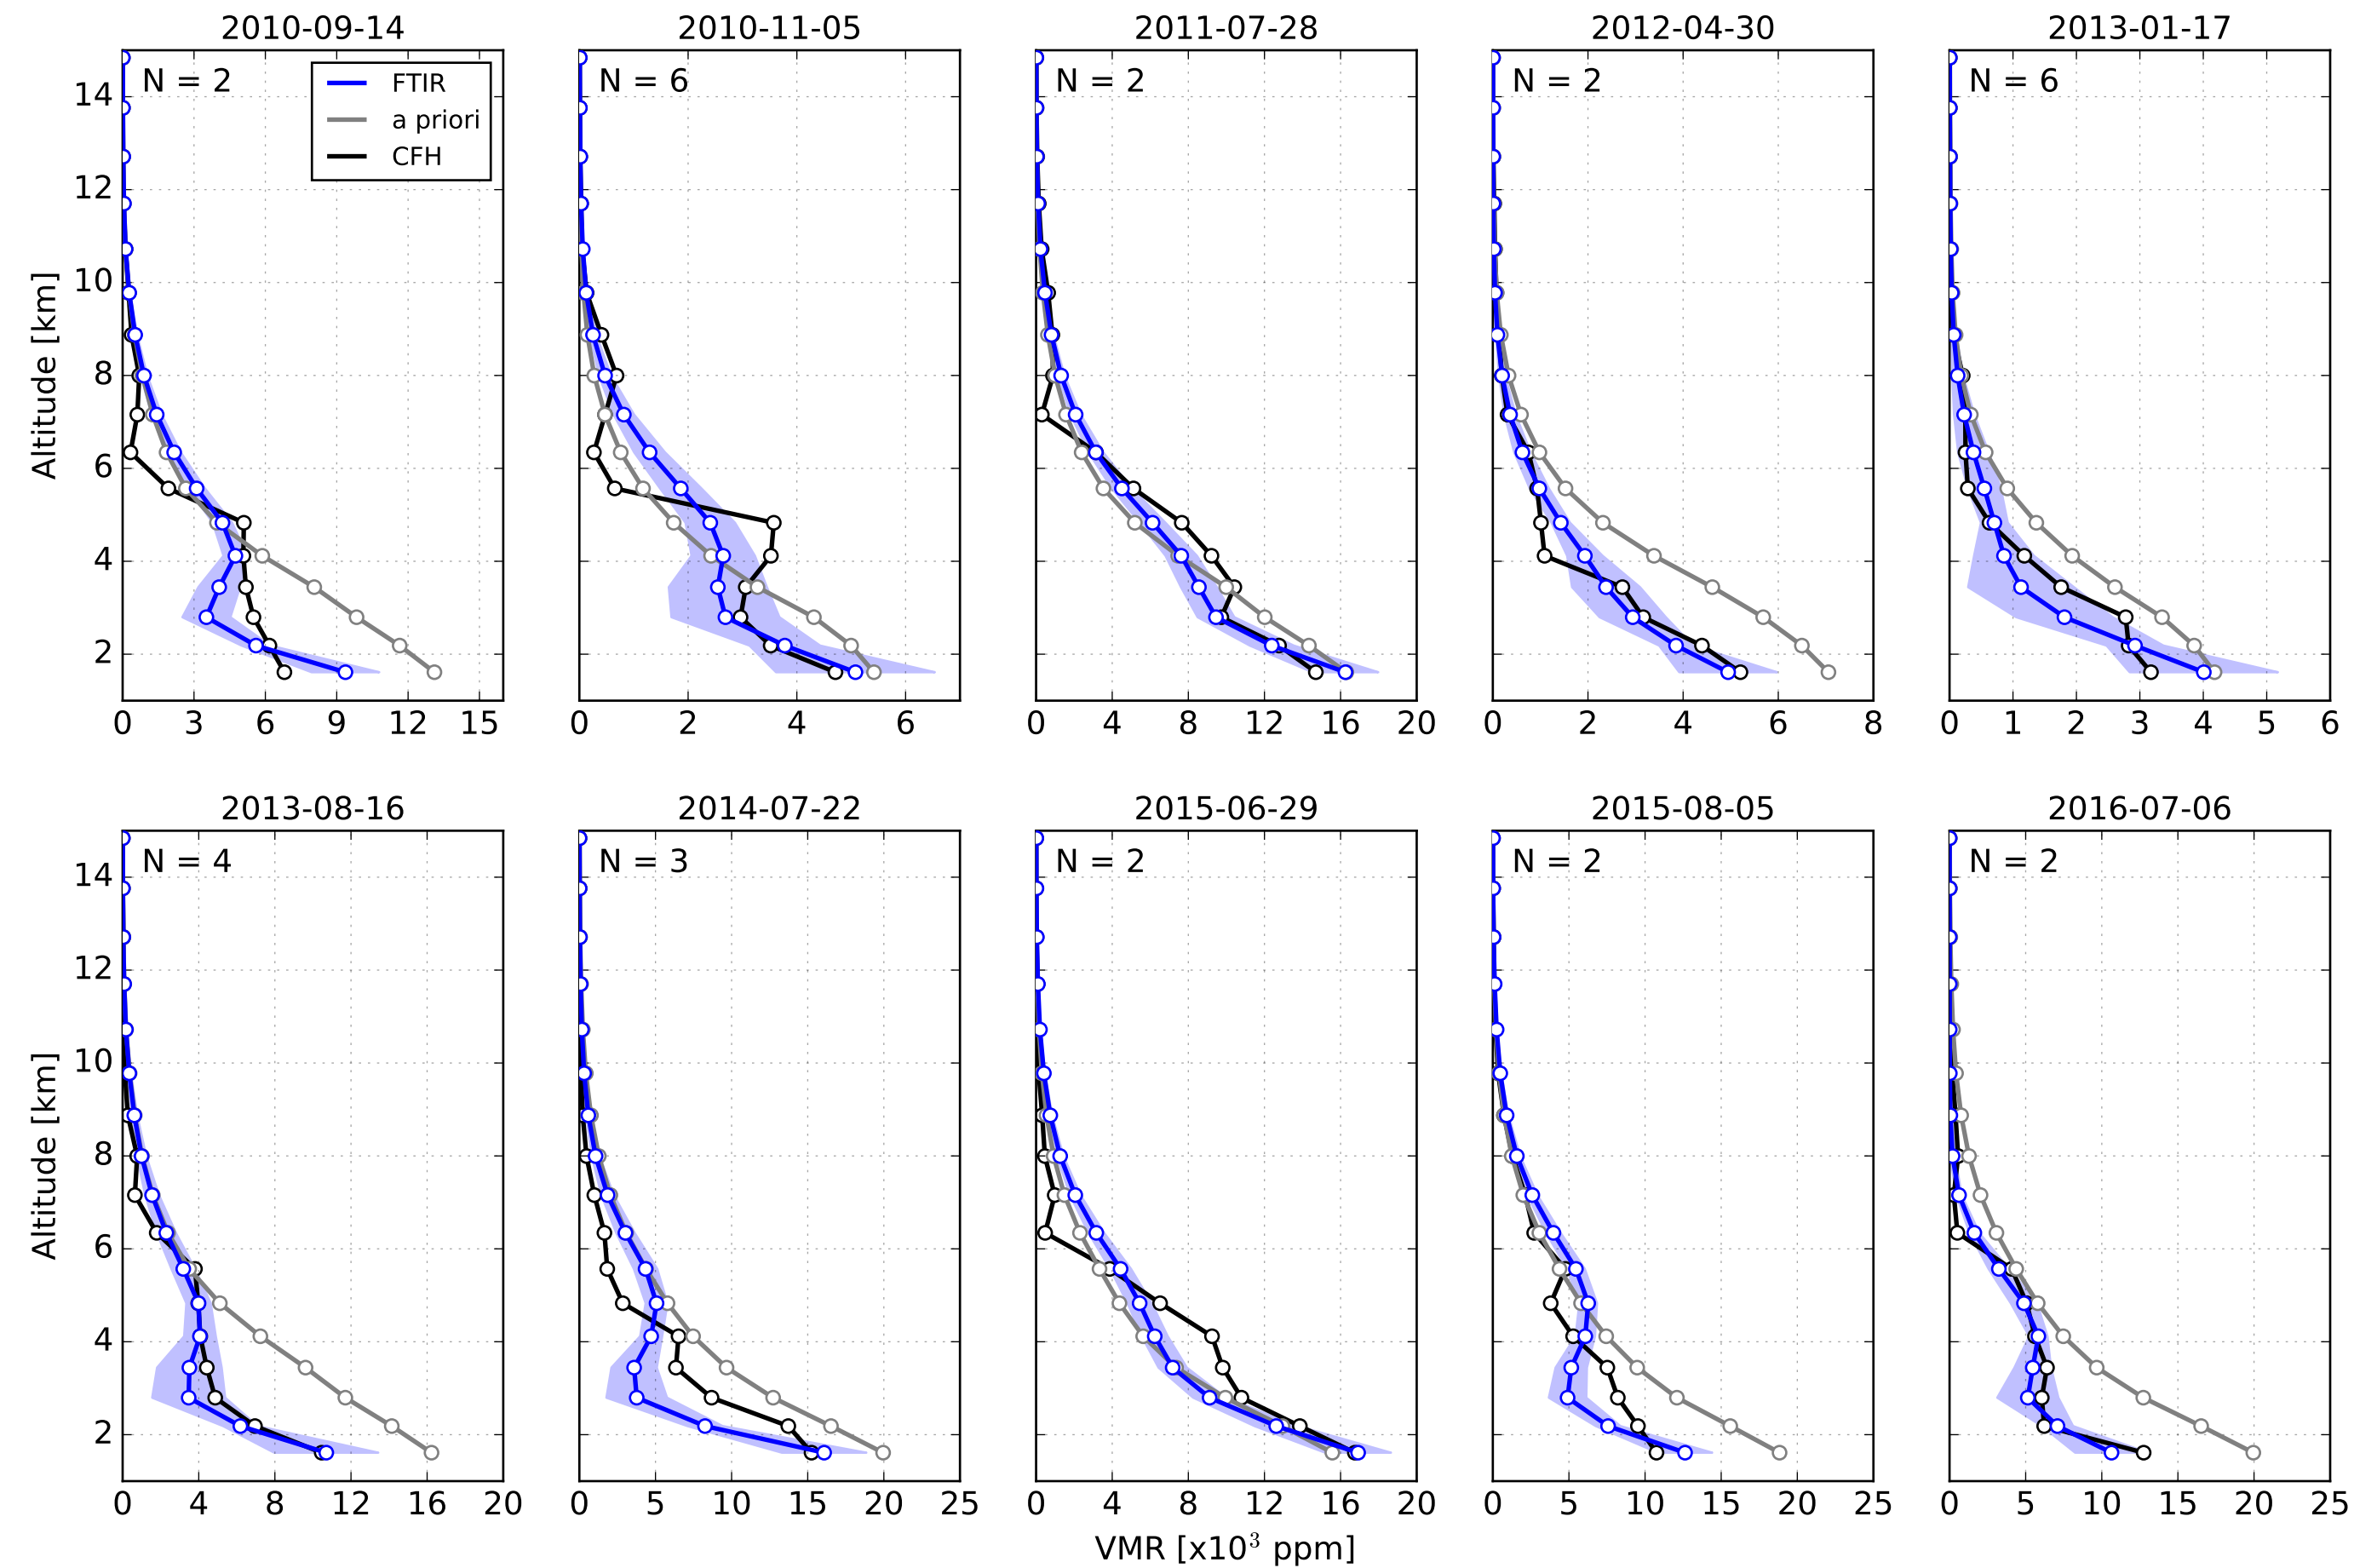 2010-09-14 2010-11-05 2011-07-28 2012-04-30 2013-01-17
N = 2 N = 6 N = 2 N = 2 N = 6
FTIR
a priori
CFH
Altitude [km]
14
12
10
8
6
4
2
0 3 6 9 12 15 0 2 4 6 0 4 8 12 16 20 0 2 4 6 8 0 1 2 3 4 5 6
2013-08-16 2014-07-22 2015-06-29 2015-08-05 2016-07-06
N = 4 N = 3 N = 2 N = 2 N = 2
Altitude [km]
14
12
10
8
6
4
2
0 4 8 12 16 20 0 5 10 15 20 25 0 4 8 12 16 20 0 5 10 15 20 25 0 5 10 15 20 25
VMR [x10³ ppm]